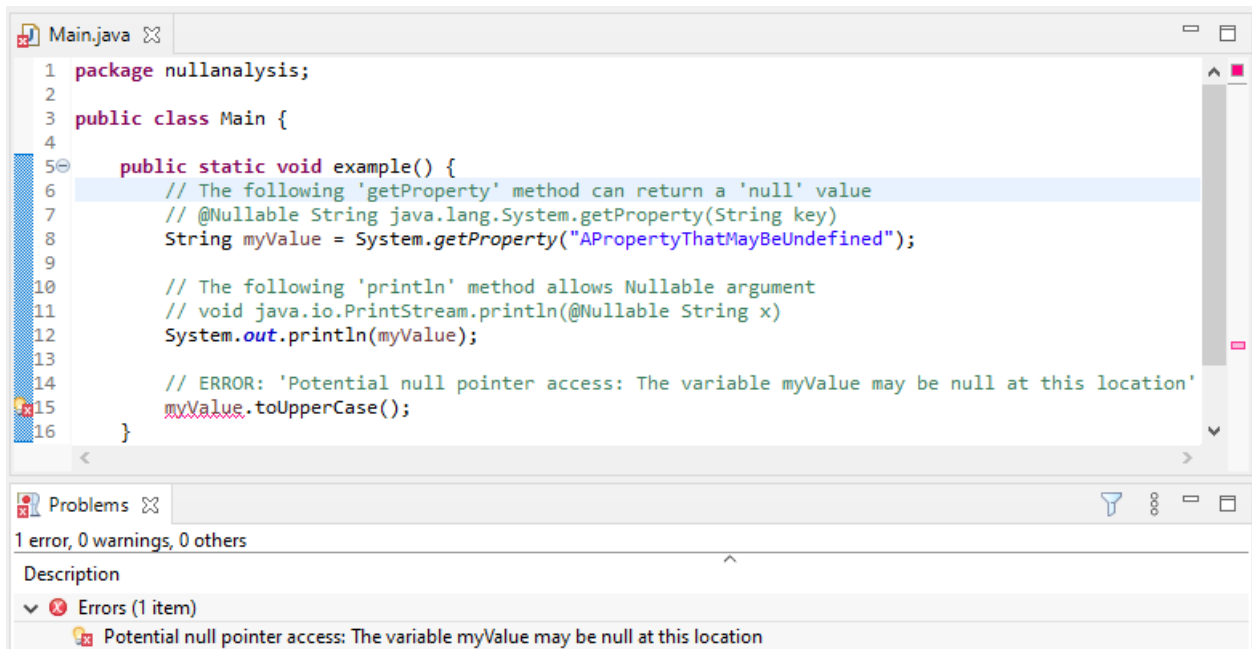 Main.java
1 package nullanalysis;
2
3 public class Main {
4
5 public static void example() {
6 // The following 'getProperty' method can return a 'null' value
7 // @Nullable String java.lang.System.getProperty(String key)
8 String myValue = System.getProperty("APropertyThatMayBeUndefined");
9
10 // The following 'println' method allows Nullable argument
11 // void java.io.PrintStream.println(@Nullable String x)
12 System.out.println(myValue);
13
14 // ERROR: 'Potential null pointer access: The variable myValue may be null at this location'
15 myValue.toUpperCase();
16 }
Problems
1 error, 0 warnings, 0 others
Description
Errors (1 item)
Potential null pointer access: The variable myValue may be null at this location